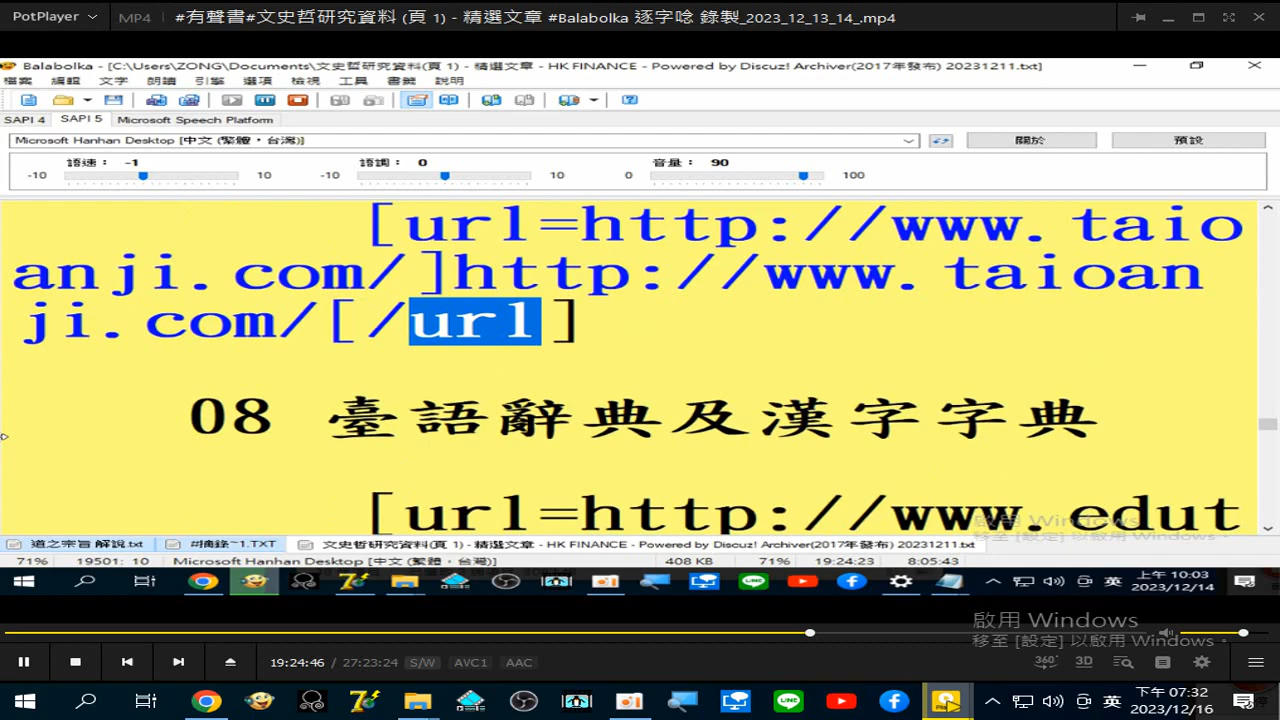 PotPlayer MP4 #有聲書#文史哲研究資料 (頁 1) - 精選文章 #Balabolka 逐字唸 錄製_2023_12_13_14_.mp4
Balabolka - [C:\Users\ZONG\Documents\文史哲研究資料(頁 1) - 精選文章 - HK FINANCE - Powered by Discuz! Archiver(2017年發布) 20231211.txt]
檔案 編輯 文字 朗讀 引擎 選項 檢視 工具 書籤 說明
SAPI 4 SAPI 5 Microsoft Speech Platform
Microsoft Hanhan Desktop [中文 (繁體，台灣)] 關於 預設
語速： -1 語調： 0 音量： 90
-10 10 -10 10 0 100
[url=http://www.taio
anji.com/]http://www.taioan
ji.com/[/url]
08 臺語辭典及漢字字典
[url=http://www.edut
啟用 Windows
移至 [設定] 以啟用 Windows。
道之宗旨 解說.txt #摘錄~1.TXT 文史哲研究資料(頁 1) - 精選文章 - HK FINANCE - Powered by Discuz! Archiver(2017年發布) 20231211.txt
71% 19501: 10 Microsoft Hanhan Desktop [中文 (繁體，台灣)] 408 KB 71% 19:24:23 8:05:43
英 上午 10:03
2023/12/14
啟用 Windows
移至 [設定] 以啟用 Windows。
19:24:46 / 27:23:24 S/W AVC1 AAC 360° 3D
英 下午 07:32
2023/12/16